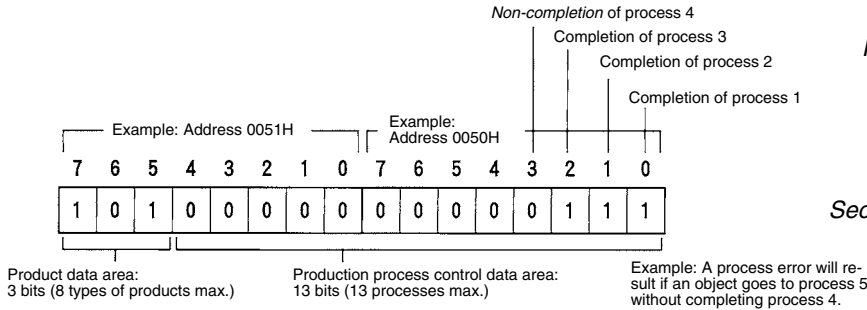 Non-completion of process 4
Completion of process 3
Completion of process 2
Completion of process 1
Example: Address 0051H
Example:
Address 0050H
7 6 5 4 3 2 1 0 7 6 5 4 3 2 1 0
1 0 1 0 0 0 0 0 0 0 0 0 0 1 1 1
Sec
Product data area:
3 bits (8 types of products max.)
Production process control data area:
13 bits (13 processes max.)
Example: A process error will re-
sult if an object goes to process 5
without completing process 4.